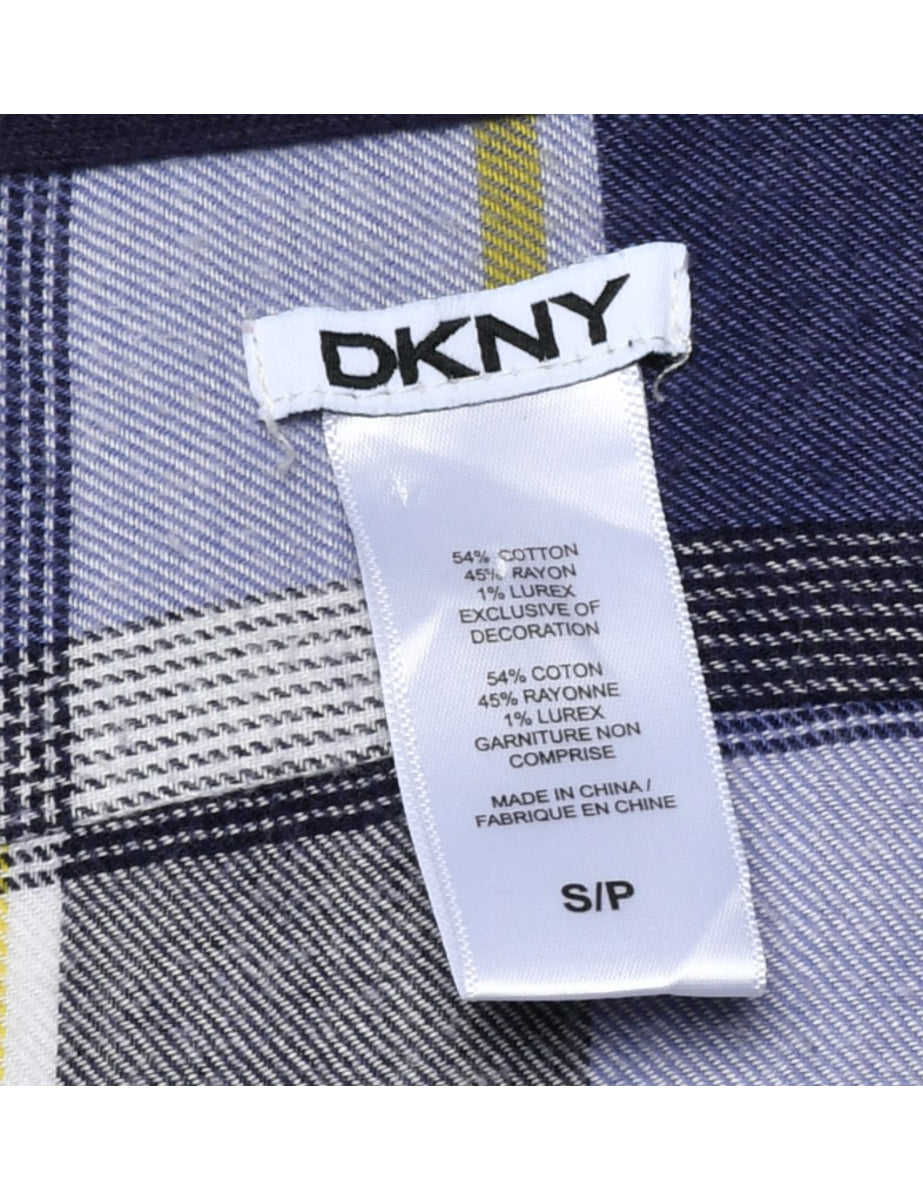 DKNY
54% COTTON
45% RAYON
1% LUREX
EXCLUSIVE OF
DECORATION
54% COTON
45% RAYONNE
1% LUREX
GARNITURE NON
COMPRISE
MADE IN CHINA /
FABRIQUE EN CHINE
S/P